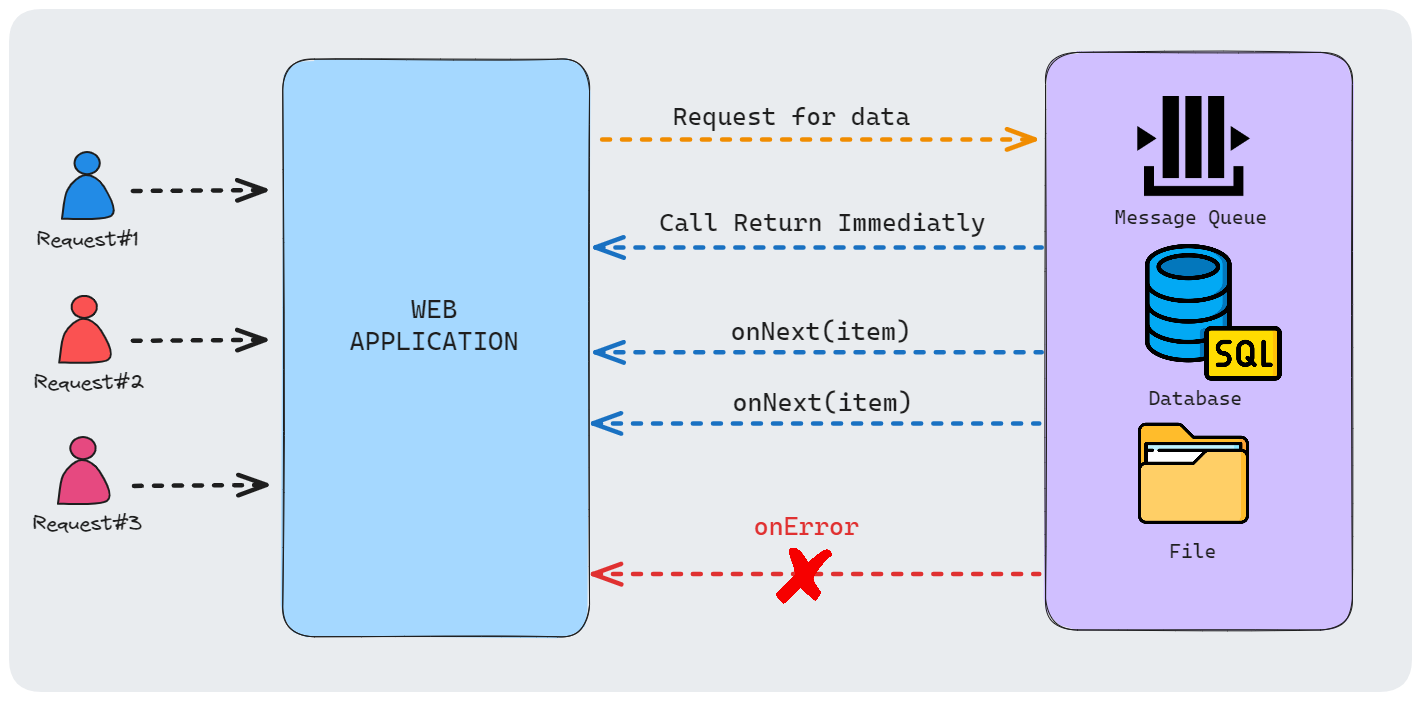 Request#1
Request#2
Request#3
WEB
APPLICATION
Request for data
Call Return Immediatly
onNext(item)
onNext(item)
onError
Message Queue
SQL
Database
File